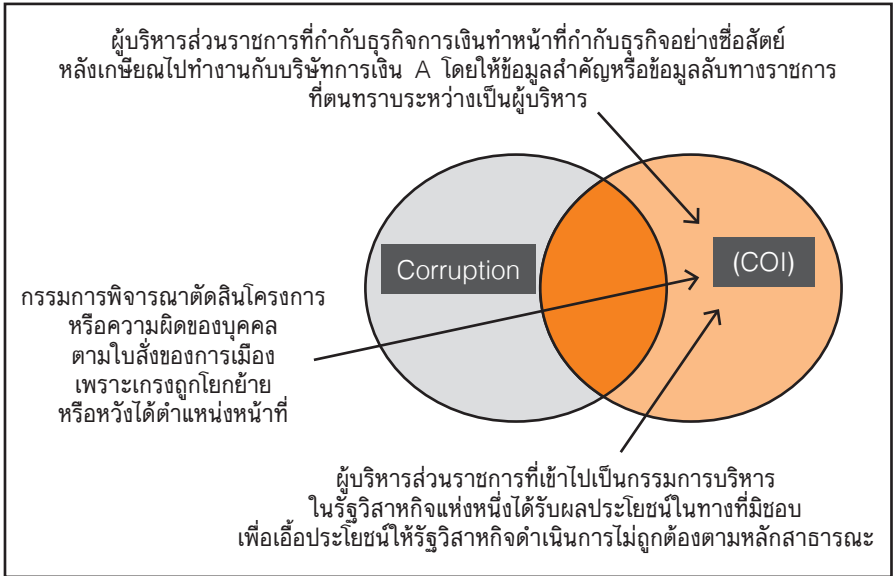 ผู้บริหารส่วนราชการที่กำกับธุรกิจการเงินทำหน้าที่กำกับธุรกิจอย่างซื่อสัตย์
หลังเกษียณไปทำงานกับบริษัทการเงิน A โดยให้ข้อมูลสำคัญหรือข้อมูลลับทางราชการ
ที่ตนทราบระหว่างเป็นผู้บริหาร
Corruption
(COI)
กรรมการพิจารณาตัดสินโครงการ
หรือความผิดของบุคคล
ตามใบสั่งของการเมือง
เพราะเกรงถูกโยกย้าย
หรือหวังได้ตำแหน่งหน้าที่
ผู้บริหารส่วนราชการที่เข้าไปเป็นกรรมการบริหาร
ในรัฐวิสาหกิจแห่งหนึ่งได้รับผลประโยชน์ในทางที่มิชอบ
เพื่อเอื้อประโยชน์ให้รัฐวิสาหกิจดำเนินการไม่ถูกต้องตามหลักสาธารณะ